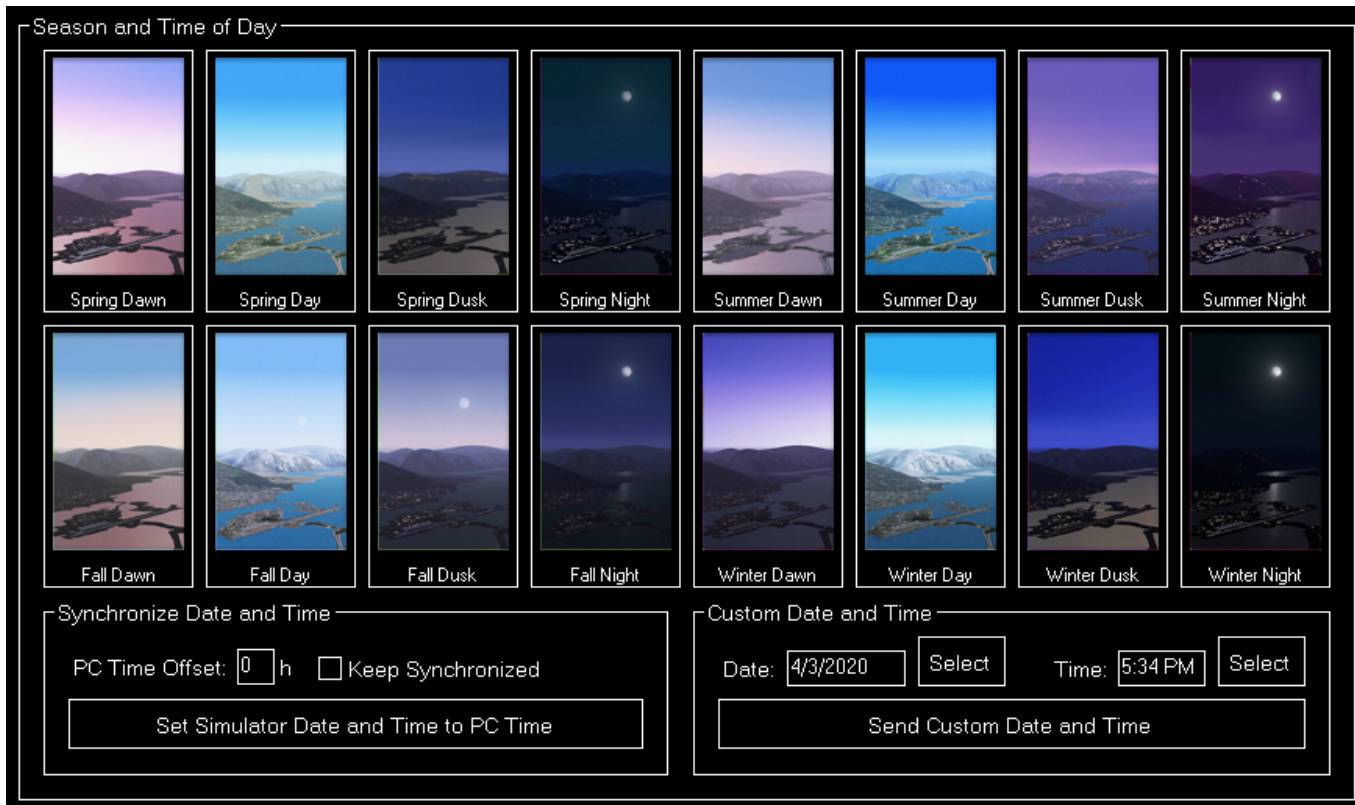 Season and Time of Day
Spring Dawn
Spring Day
Spring Dusk
Spring Night
Summer Dawn
Summer Day
Summer Dusk
Summer Night
Fall Dawn
Fall Day
Fall Dusk
Fall Night
Winter Dawn
Winter Day
Winter Dusk
Winter Night
Synchronize Date and Time
PC Time Offset: 0 h Keep Synchronized
Set Simulator Date and Time to PC Time
Custom Date and Time
Date: 4/3/2020 Select Time: 5:34 PM Select
Send Custom Date and Time